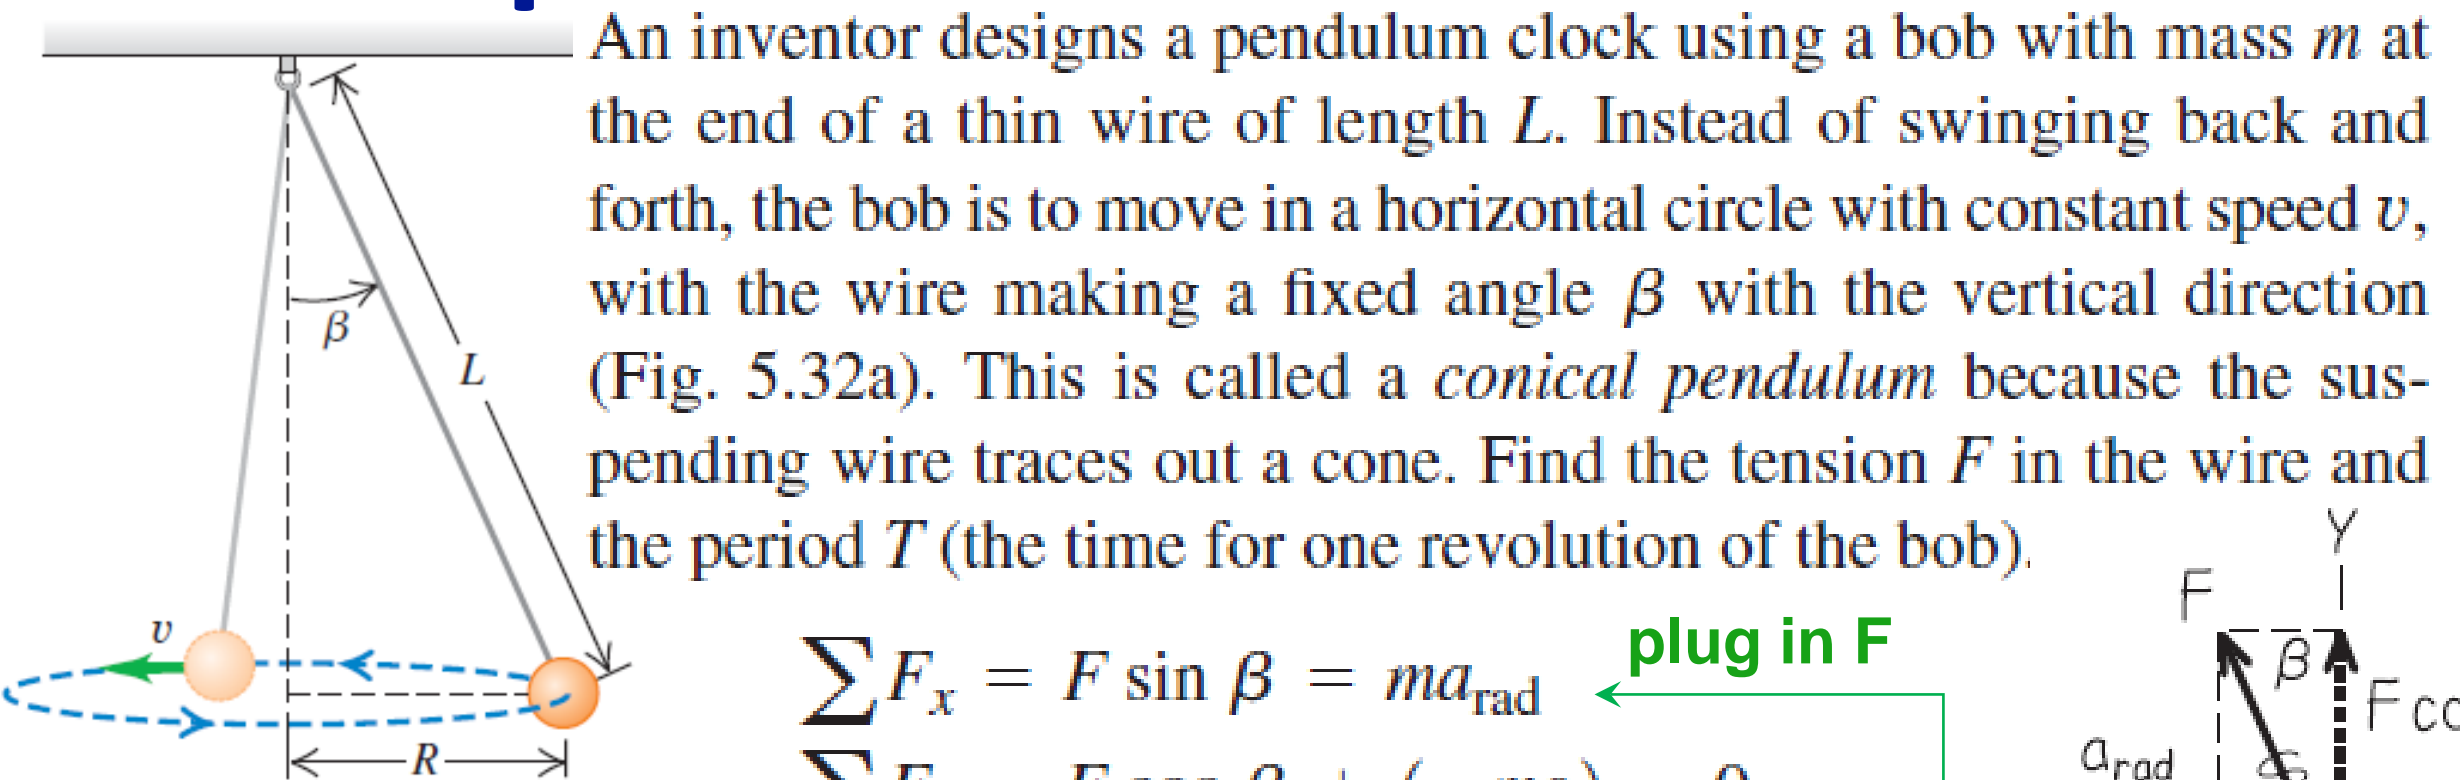 An inventor designs a pendulum clock using a bob with mass m at
the end of a thin wire of length L. Instead of swinging back and
forth, the bob is to move in a horizontal circle with constant speed v,
with the wire making a fixed angle β with the vertical direction
(Fig. 5.32a). This is called a conical pendulum because the sus-
pending wire traces out a cone. Find the tension F in the wire and
the period T (the time for one revolution of the bob).
β
L
v
R
∑Fx = F sin β = marad
plug in F
Y
F
β
arad